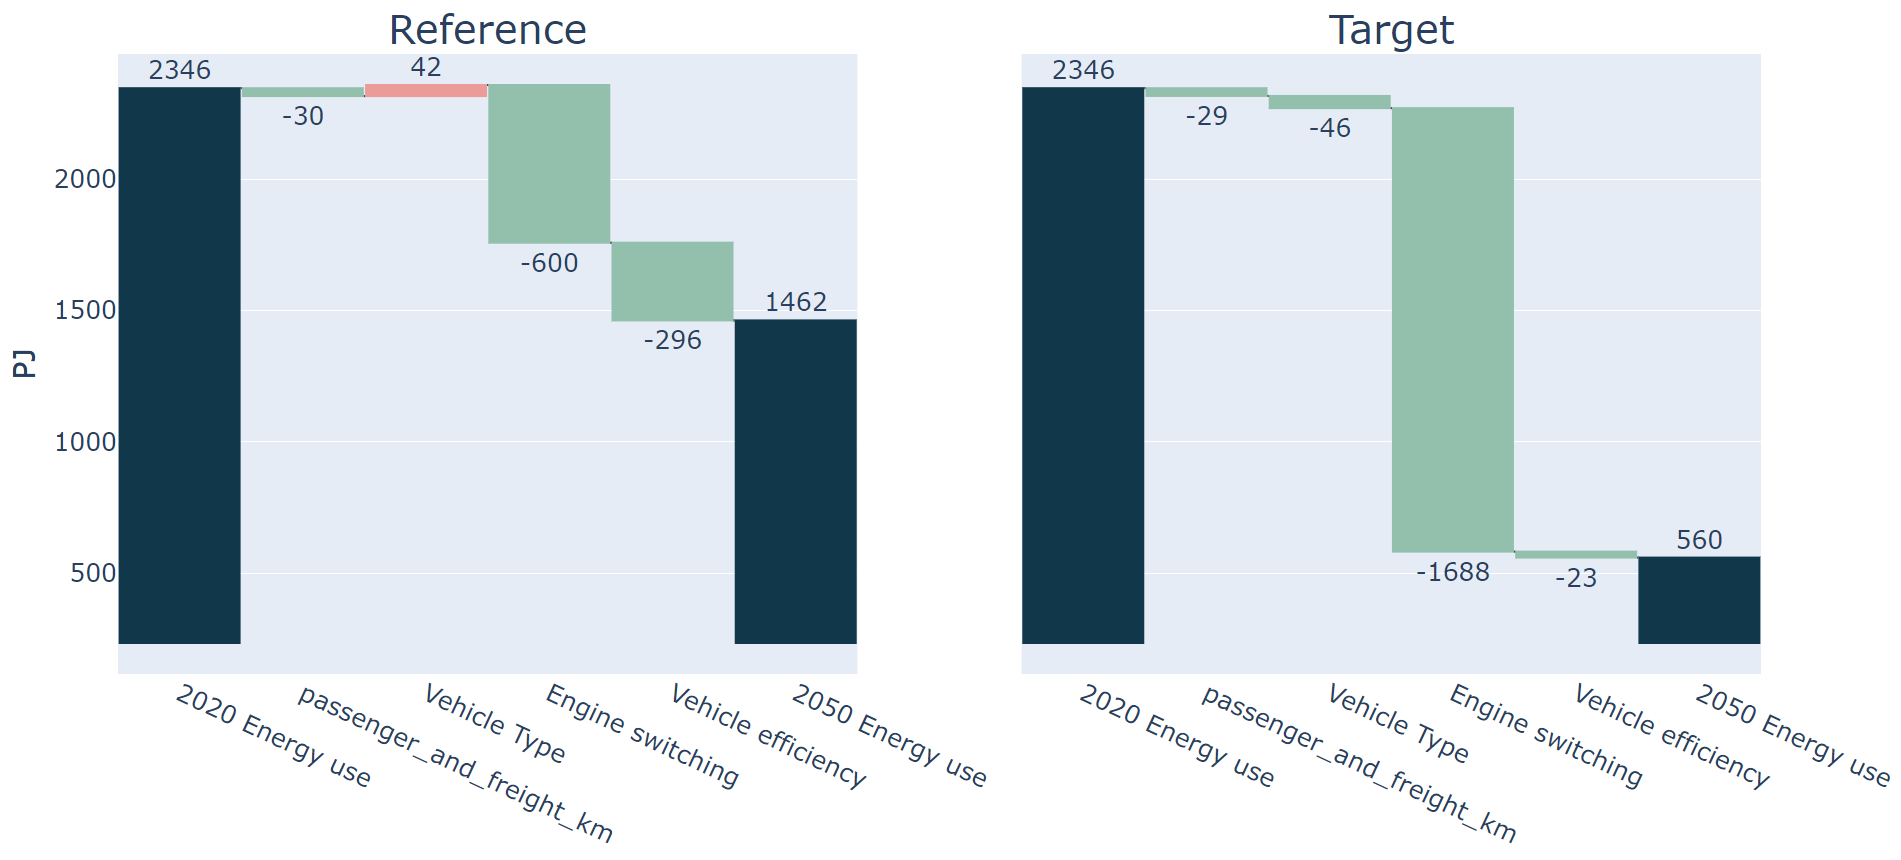 Reference
PJ
2000
1500
1000
500
2346
-30
42
-600
-296
1462
2020 Energy use
passenger_and_freight_km
Vehicle Type
Engine switching
Vehicle efficiency
2050 Energy use
Target
2346
-29
-46
-1688
-23
560
2020 Energy use
passenger_and_freight_km
Vehicle Type
Engine switching
Vehicle efficiency
2050 Energy use